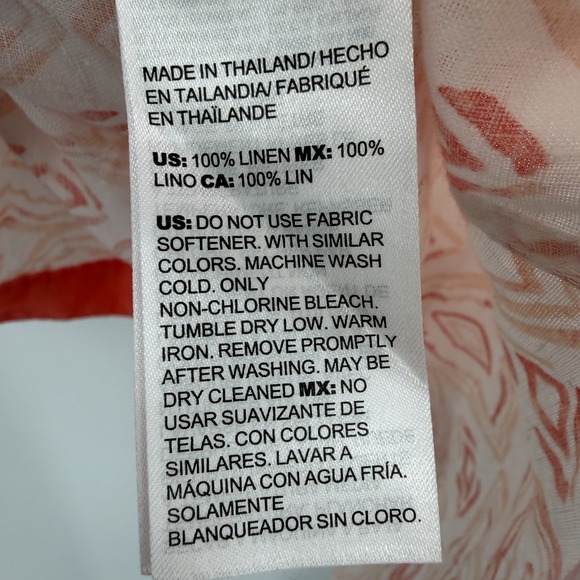 MADE IN THAILAND/ HECHO
EN TAILANDIA/ FABRIQUÉ
EN THAÏLANDE
US: 100% LINEN MX: 100%
LINO CA: 100% LIN
US: DO NOT USE FABRIC
SOFTENER. WITH SIMILAR
COLORS. MACHINE WASH
COLD. ONLY
NON-CHLORINE BLEACH.
TUMBLE DRY LOW. WARM
IRON. REMOVE PROMPTLY
AFTER WASHING. MAY BE
DRY CLEANED MX: NO
USAR SUAVIZANTE DE
TELAS. CON COLORES
SIMILARES. LAVAR A
MÁQUINA CON AGUA FRÍA.
SOLAMENTE
BLANQUEADOR SIN CLORO.